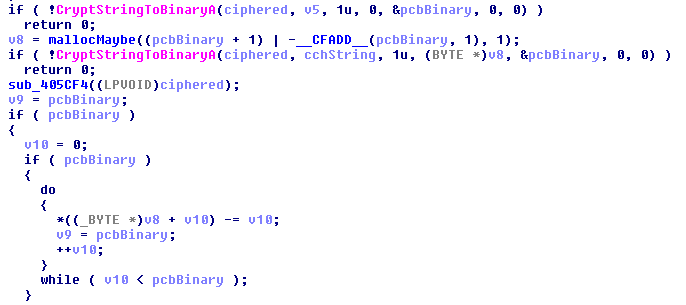 if ( !CryptStringToBinaryA(ciphered, v5, 1u, 0, &pcbBinary, 0, 0) )
return 0;
v8 = mallocMaybe((pcbBinary + 1) | -__CFADD__(pcbBinary, 1), 1);
if ( !CryptStringToBinaryA(ciphered, cchString, 1u, (BYTE *)v8, &pcbBinary, 0, 0) )
return 0;
sub_405CF4((LPVOID)ciphered);
v9 = pcbBinary;
if ( pcbBinary )
{
v10 = 0;
if ( pcbBinary )
{
do
{
*((_BYTE *)v8 + v10) -= v10;
v9 = pcbBinary;
++v10;
}
while ( v10 < pcbBinary );
}